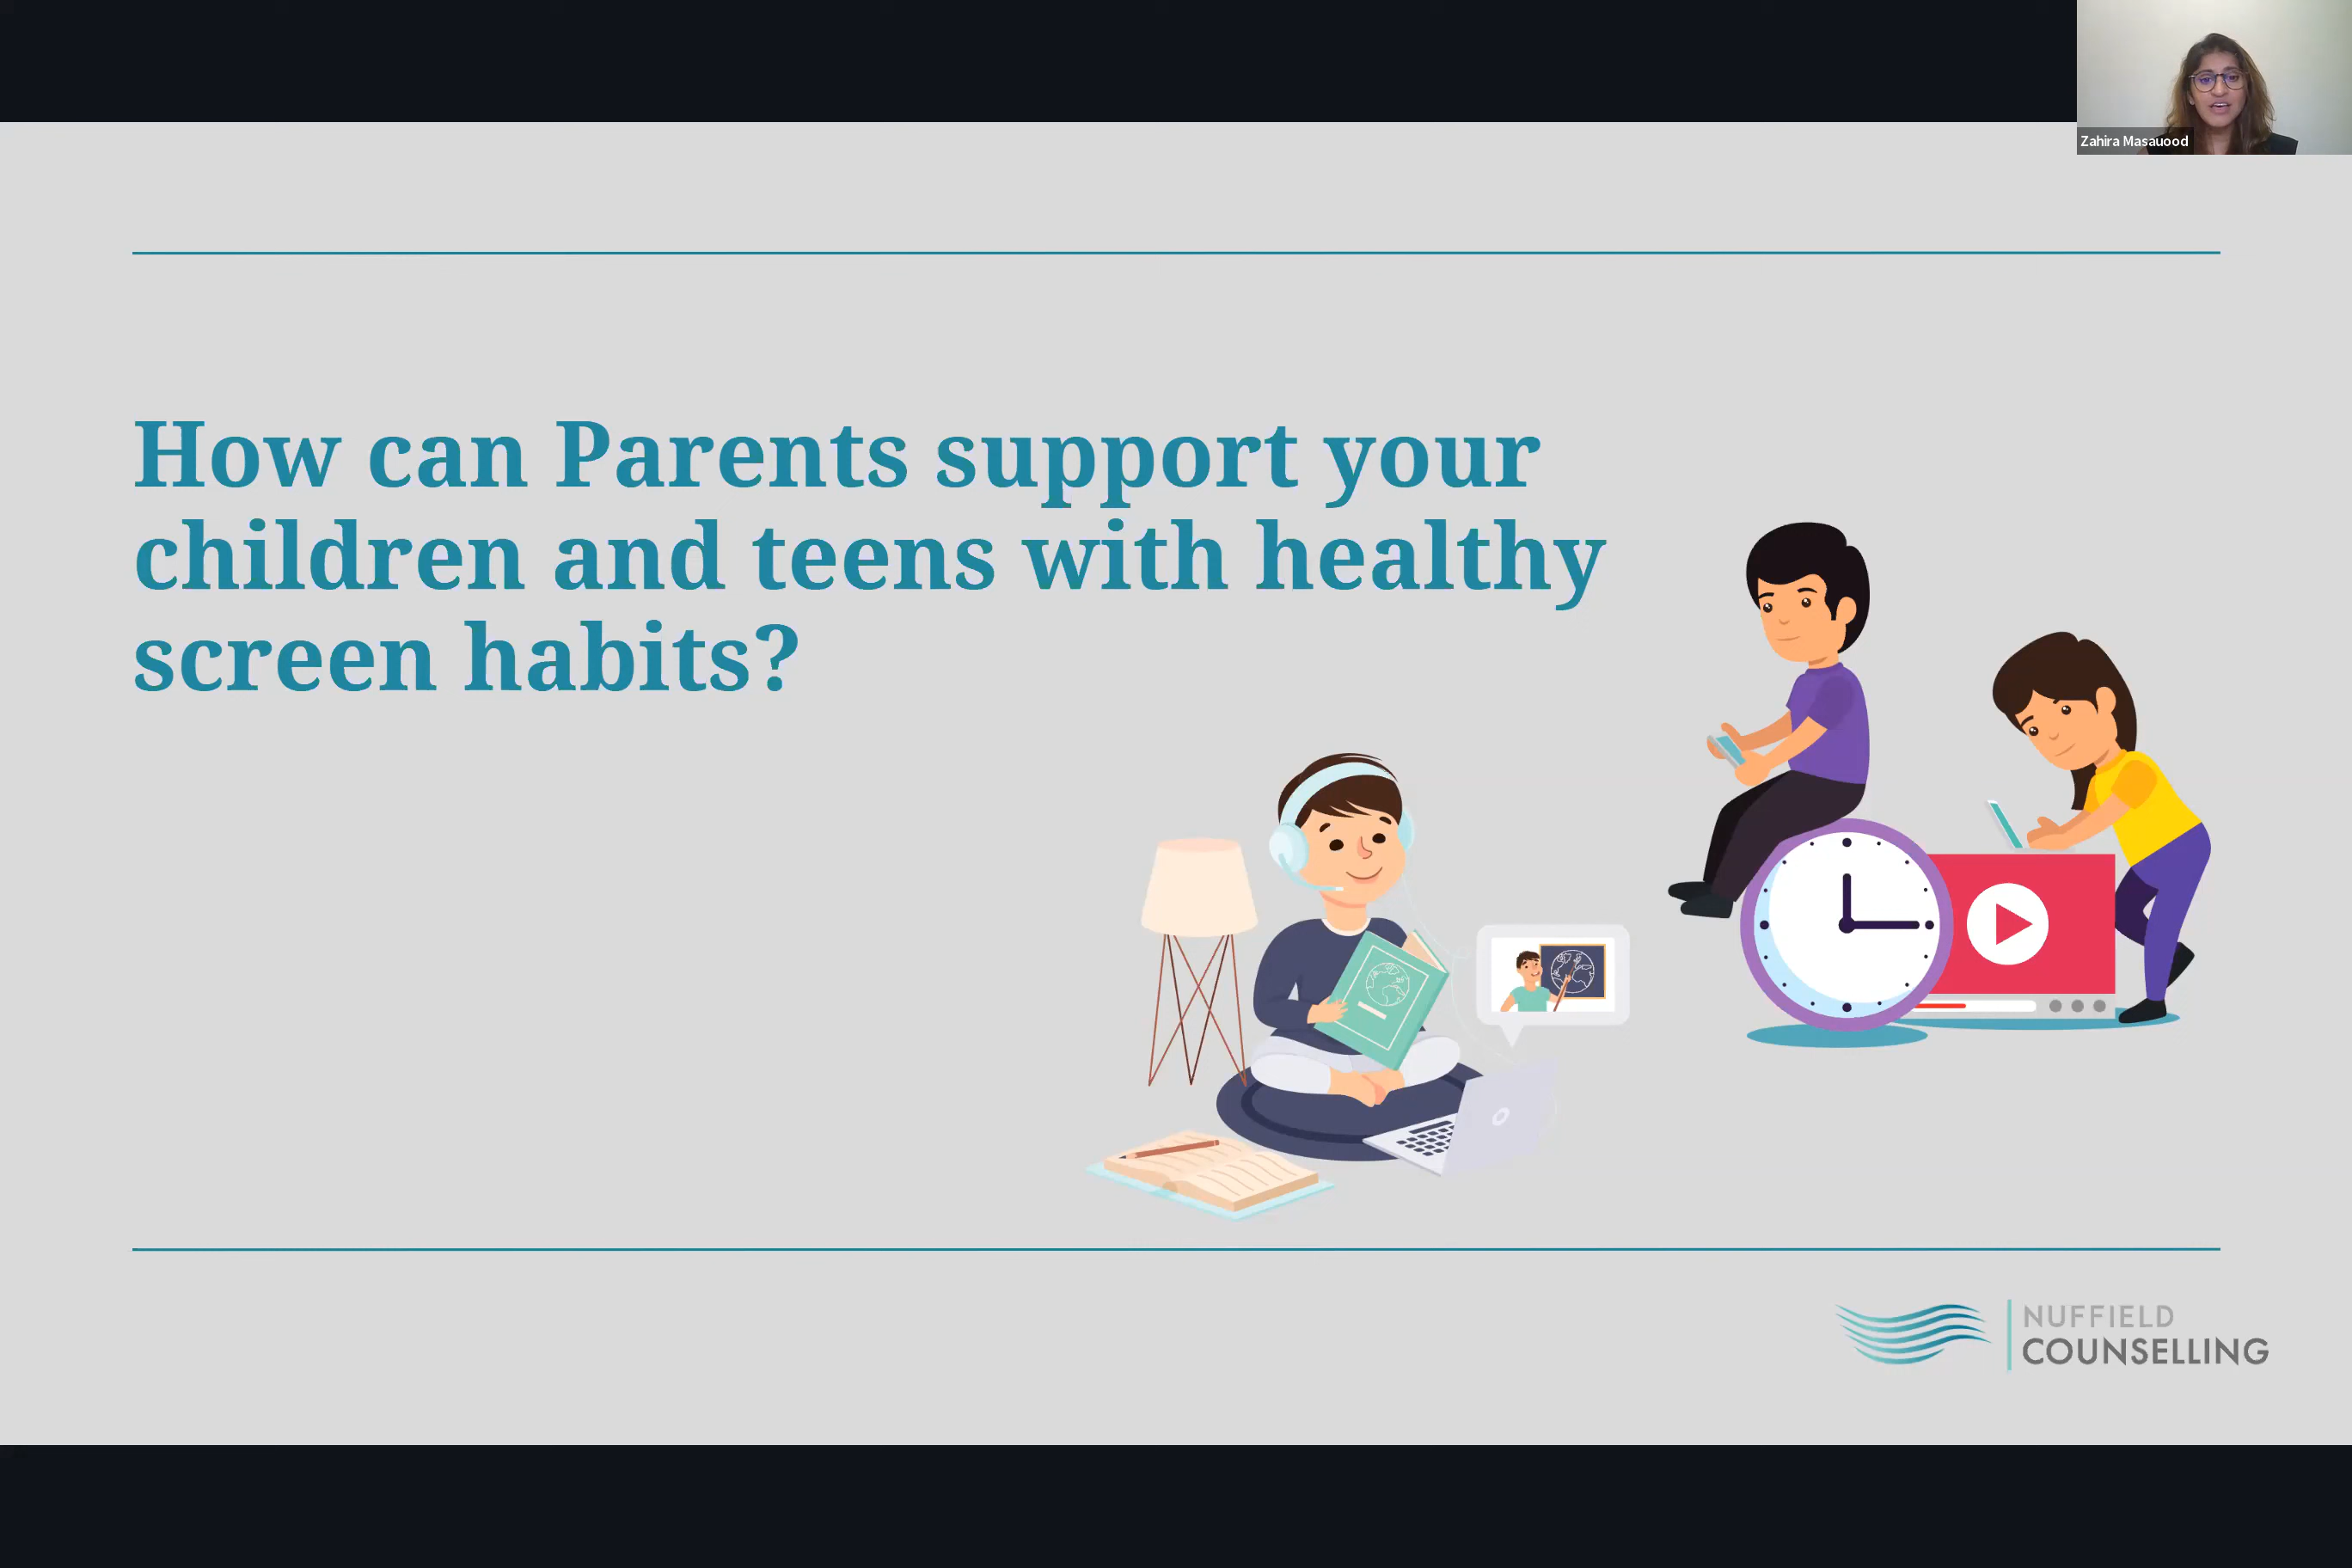 Zahira Masauood
How can Parents support your
children and teens with healthy
screen habits?
NUFFIELD
COUNSELLING